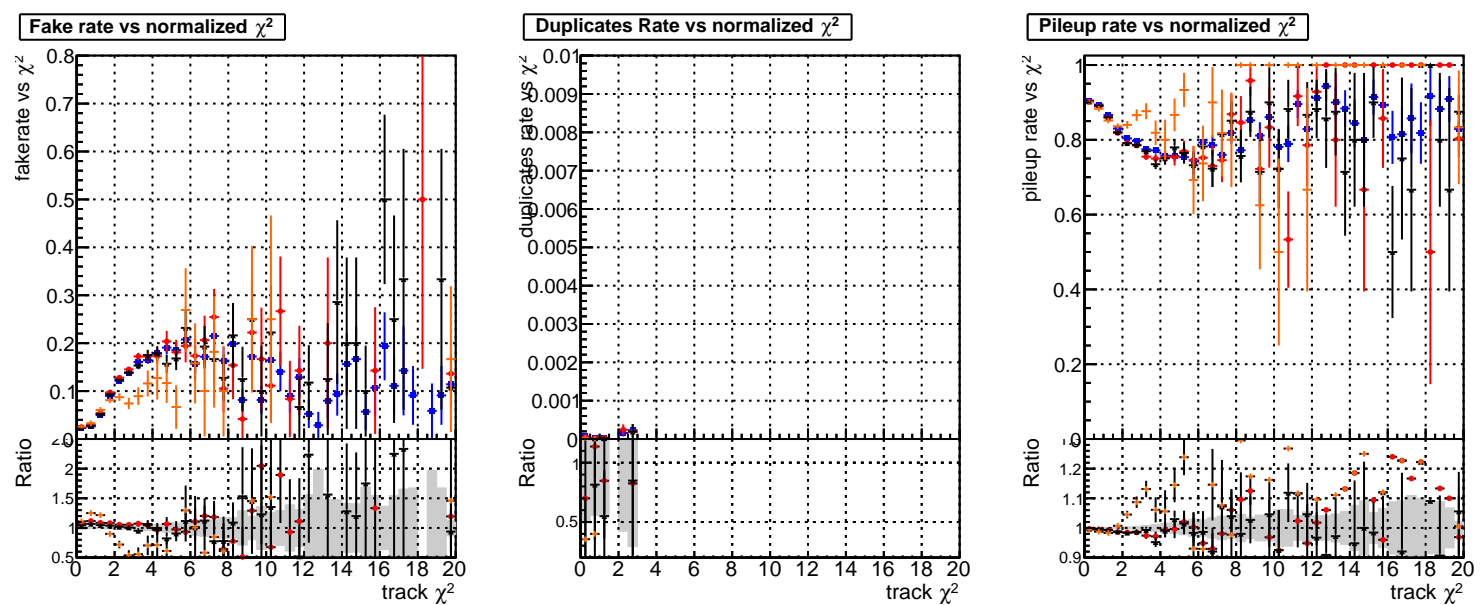 Fake rate vs normalized χ²
fakerate vs χ²
0.8
0.7
0.6
0.5
0.4
0.3
0.2
0.1
0
Ratio
2
1.5
1
0.5
0 2 4 6 8 10 12 14 16 18 20
track χ²
Duplicates Rate vs normalized χ²
duplicates rate vs χ²
0.01
0.009
0.008
0.007
0.006
0.005
0.004
0.003
0.002
0.001
0
Ratio
1
0.5
0 2 4 6 8 10 12 14 16 18 20
track χ²
Pileup rate vs normalized χ²
pileup rate vs χ²
1
0.8
0.6
0.4
0.2
0
Ratio
1.2
1.1
1.0
0.9
0 2 4 6 8 10 12 14 16 18 20
track χ²